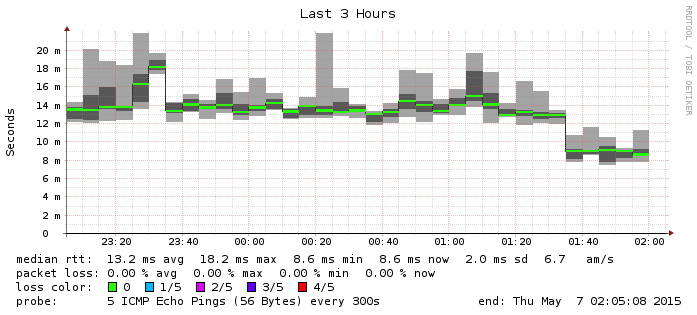 Last 3 Hours
RRDTOOL / TOBI OETIKER
Seconds
20 m
18 m
16 m
14 m
12 m
10 m
8 m
6 m
4 m
2 m
0
23:20 23:40 00:00 00:20 00:40 01:00 01:20 01:40 02:00
median rtt: 13.2 ms avg 18.2 ms max 8.6 ms min 8.6 ms now 2.0 ms sd 6.7 am/s
packet loss: 0.00 % avg 0.00 % max 0.00 % min 0.00 % now
loss color: 0 1/5 2/5 3/5 4/5
probe: 5 ICMP Echo Pings (56 Bytes) every 300s end: Thu May 7 02:05:08 2015